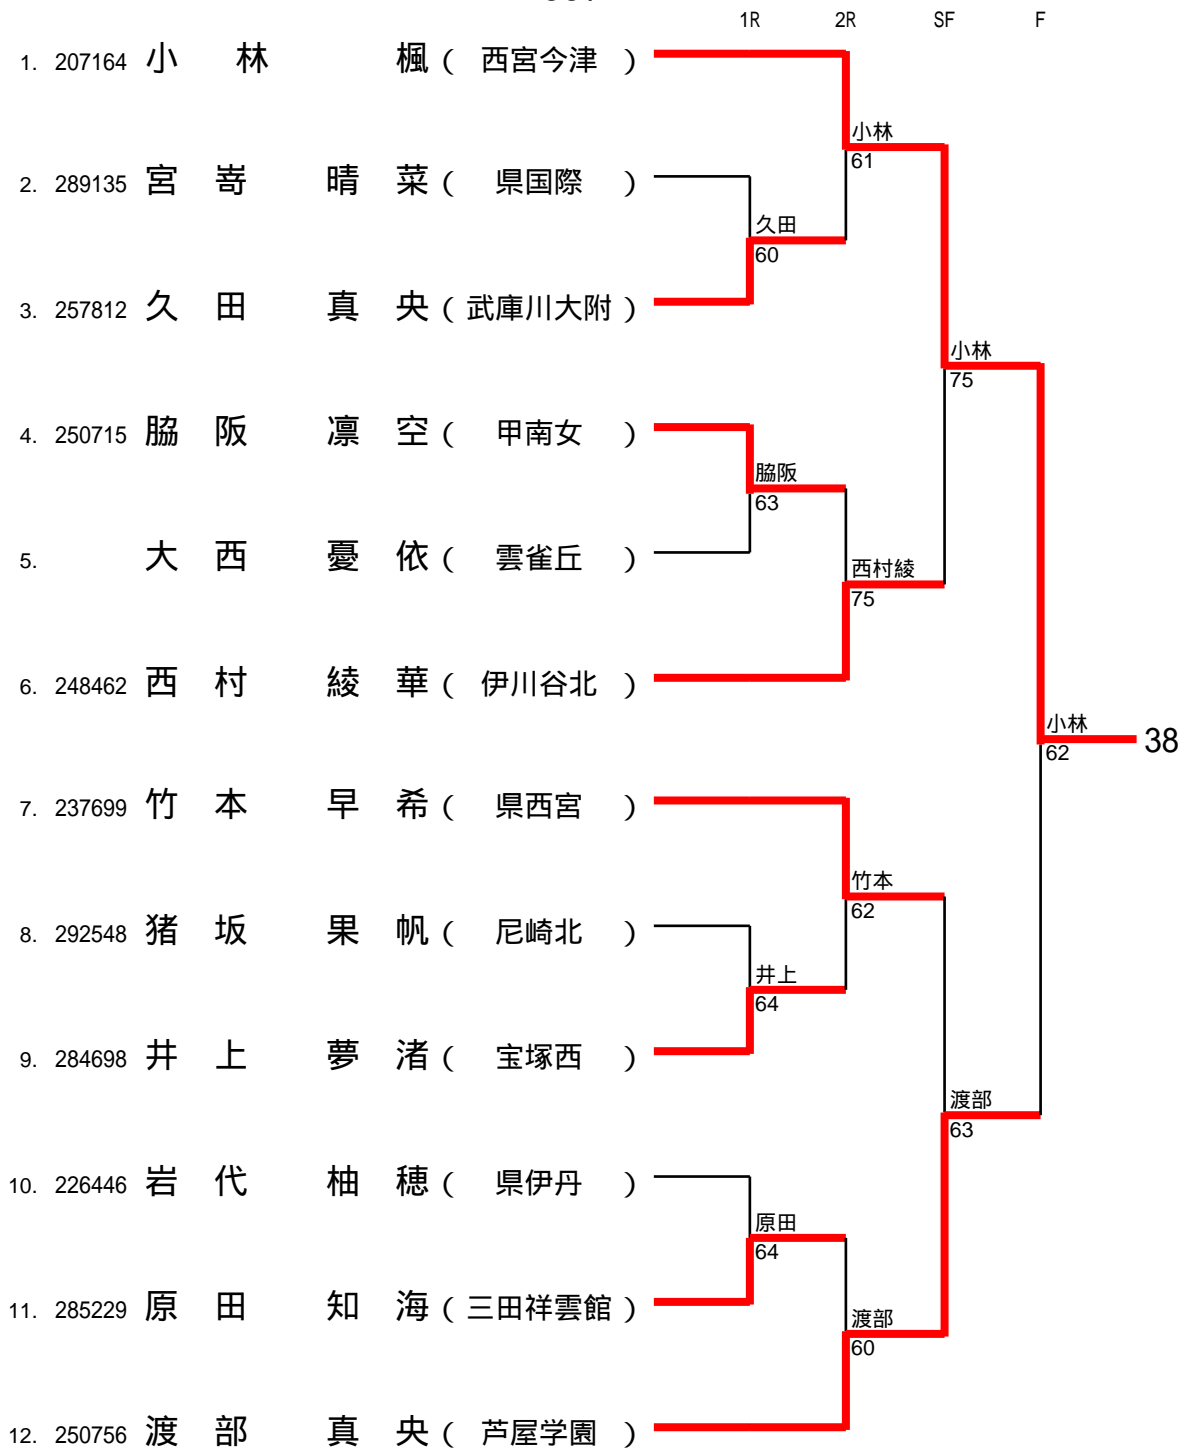 1R 2R SF F
1. 207164 小 林 楓 ( 西宮今津 )
小林
61
2. 289135 宮 嵜 晴 菜 ( 県国際 )
久田
60
3. 257812 久 田 真 央 ( 武庫川大附 )
小林
75
4. 250715 脇 阪 凛 空 ( 甲南女 )
脇阪
63
5. 大 西 憂 依 ( 雲雀丘 )
西村綾
75
6. 248462 西 村 綾 華 ( 伊川谷北 )
小林
62
38
7. 237699 竹 本 早 希 ( 県西宮 )
竹本
62
8. 292548 猪 坂 果 帆 ( 尼崎北 )
井上
64
9. 284698 井 上 夢 渚 ( 宝塚西 )
渡部
63
10. 226446 岩 代 柚 穂 ( 県伊丹 )
原田
64
11. 285229 原 田 知 海 ( 三田祥雲館 )
渡部
60
12. 250756 渡 部 真 央 ( 芦屋学園 )